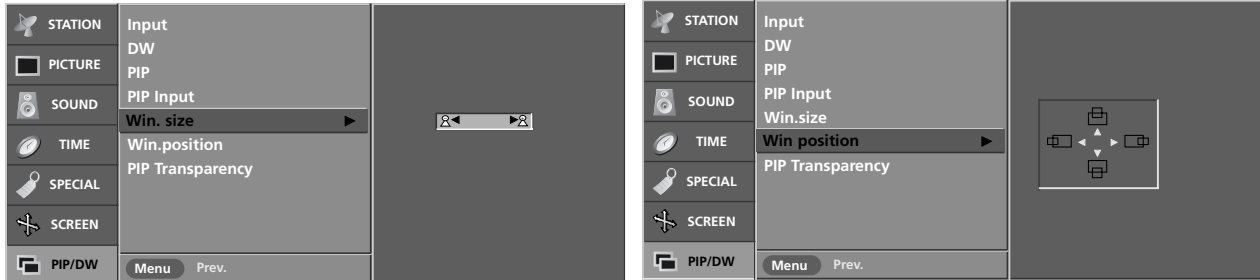 STATION
PICTURE
SOUND
TIME
SPECIAL
SCREEN
PIP/DW
Input
DW
PIP
PIP Input
Win. size
Win.position
PIP Transparency
Menu Prev.
STATION
PICTURE
SOUND
TIME
SPECIAL
SCREEN
PIP/DW
Input
DW
PIP
PIP Input
Win.size
Win position
PIP Transparency
Menu Prev.